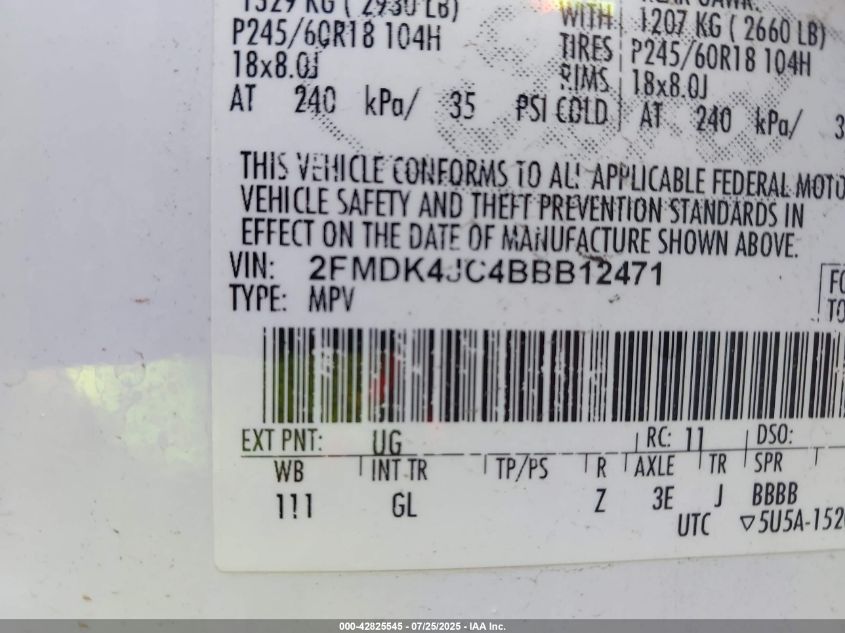 1329 KG ( 2930 LB)
P245/60R18 104H
18x8.0J
AT 240 kPa/ 35 PSI COLD
WITH 1207 KG ( 2660 LB)
TIRES P245/60R18 104H
RIMS 18x8.0J
AT 240 kPa/ 3
THIS VEHICLE CONFORMS TO ALL APPLICABLE FEDERAL MOTO
VEHICLE SAFETY AND THEFT PREVENTION STANDARDS IN
EFFECT ON THE DATE OF MANUFACTURE SHOWN ABOVE.
VIN: 2FMDK4JC4BBB12471
TYPE: MPV
FO
TO
EXT PNT: UG RC: 11 DSO:
WB INT TR TP/PS R AXLE TR SPR
111 GL Z 3E J BBBB
UTC ▽5U5A-152
000-42825545 - 07/25/2025 - IAA Inc.